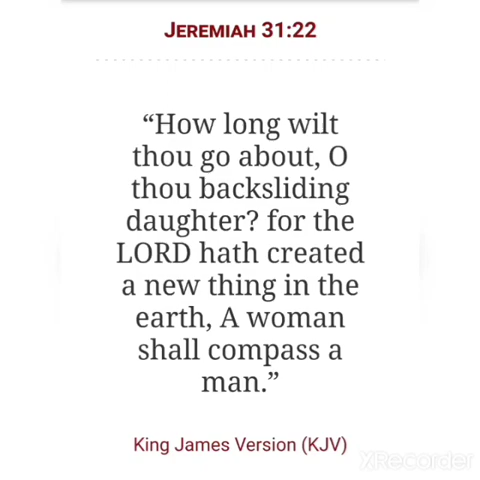 JEREMIAH 31:22
“How long wilt
thou go about, O
thou backsliding
daughter? for the
LORD hath created
a new thing in the
earth, A woman
shall compass a
man.”
King James Version (KJV)
XRecorder